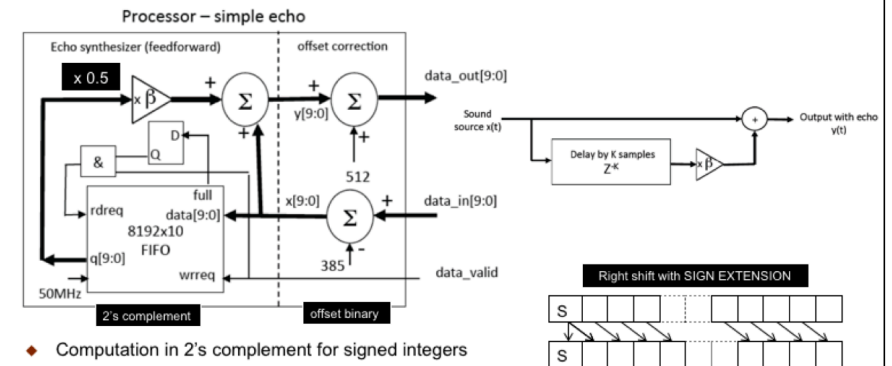 Processor – simple echo
Echo synthesizer (feedforward)
offset correction
x 0.5
x β
+
Σ
+
+
y[9:0]
Σ
+
512
data_out[9:0]
D
Q
&
full
rdreq
data[9:0]
8192x10
FIFO
q[9:0]
wrreq
50MHz
x[9:0]
Σ
+
-
385
data_in[9:0]
data_valid
2's complement
offset binary
Sound
source x(t)
Delay by K samples
Z-K
x β
+
Output with echo
y(t)
Right shift with SIGN EXTENSION
S
S
Computation in 2's complement for signed integers